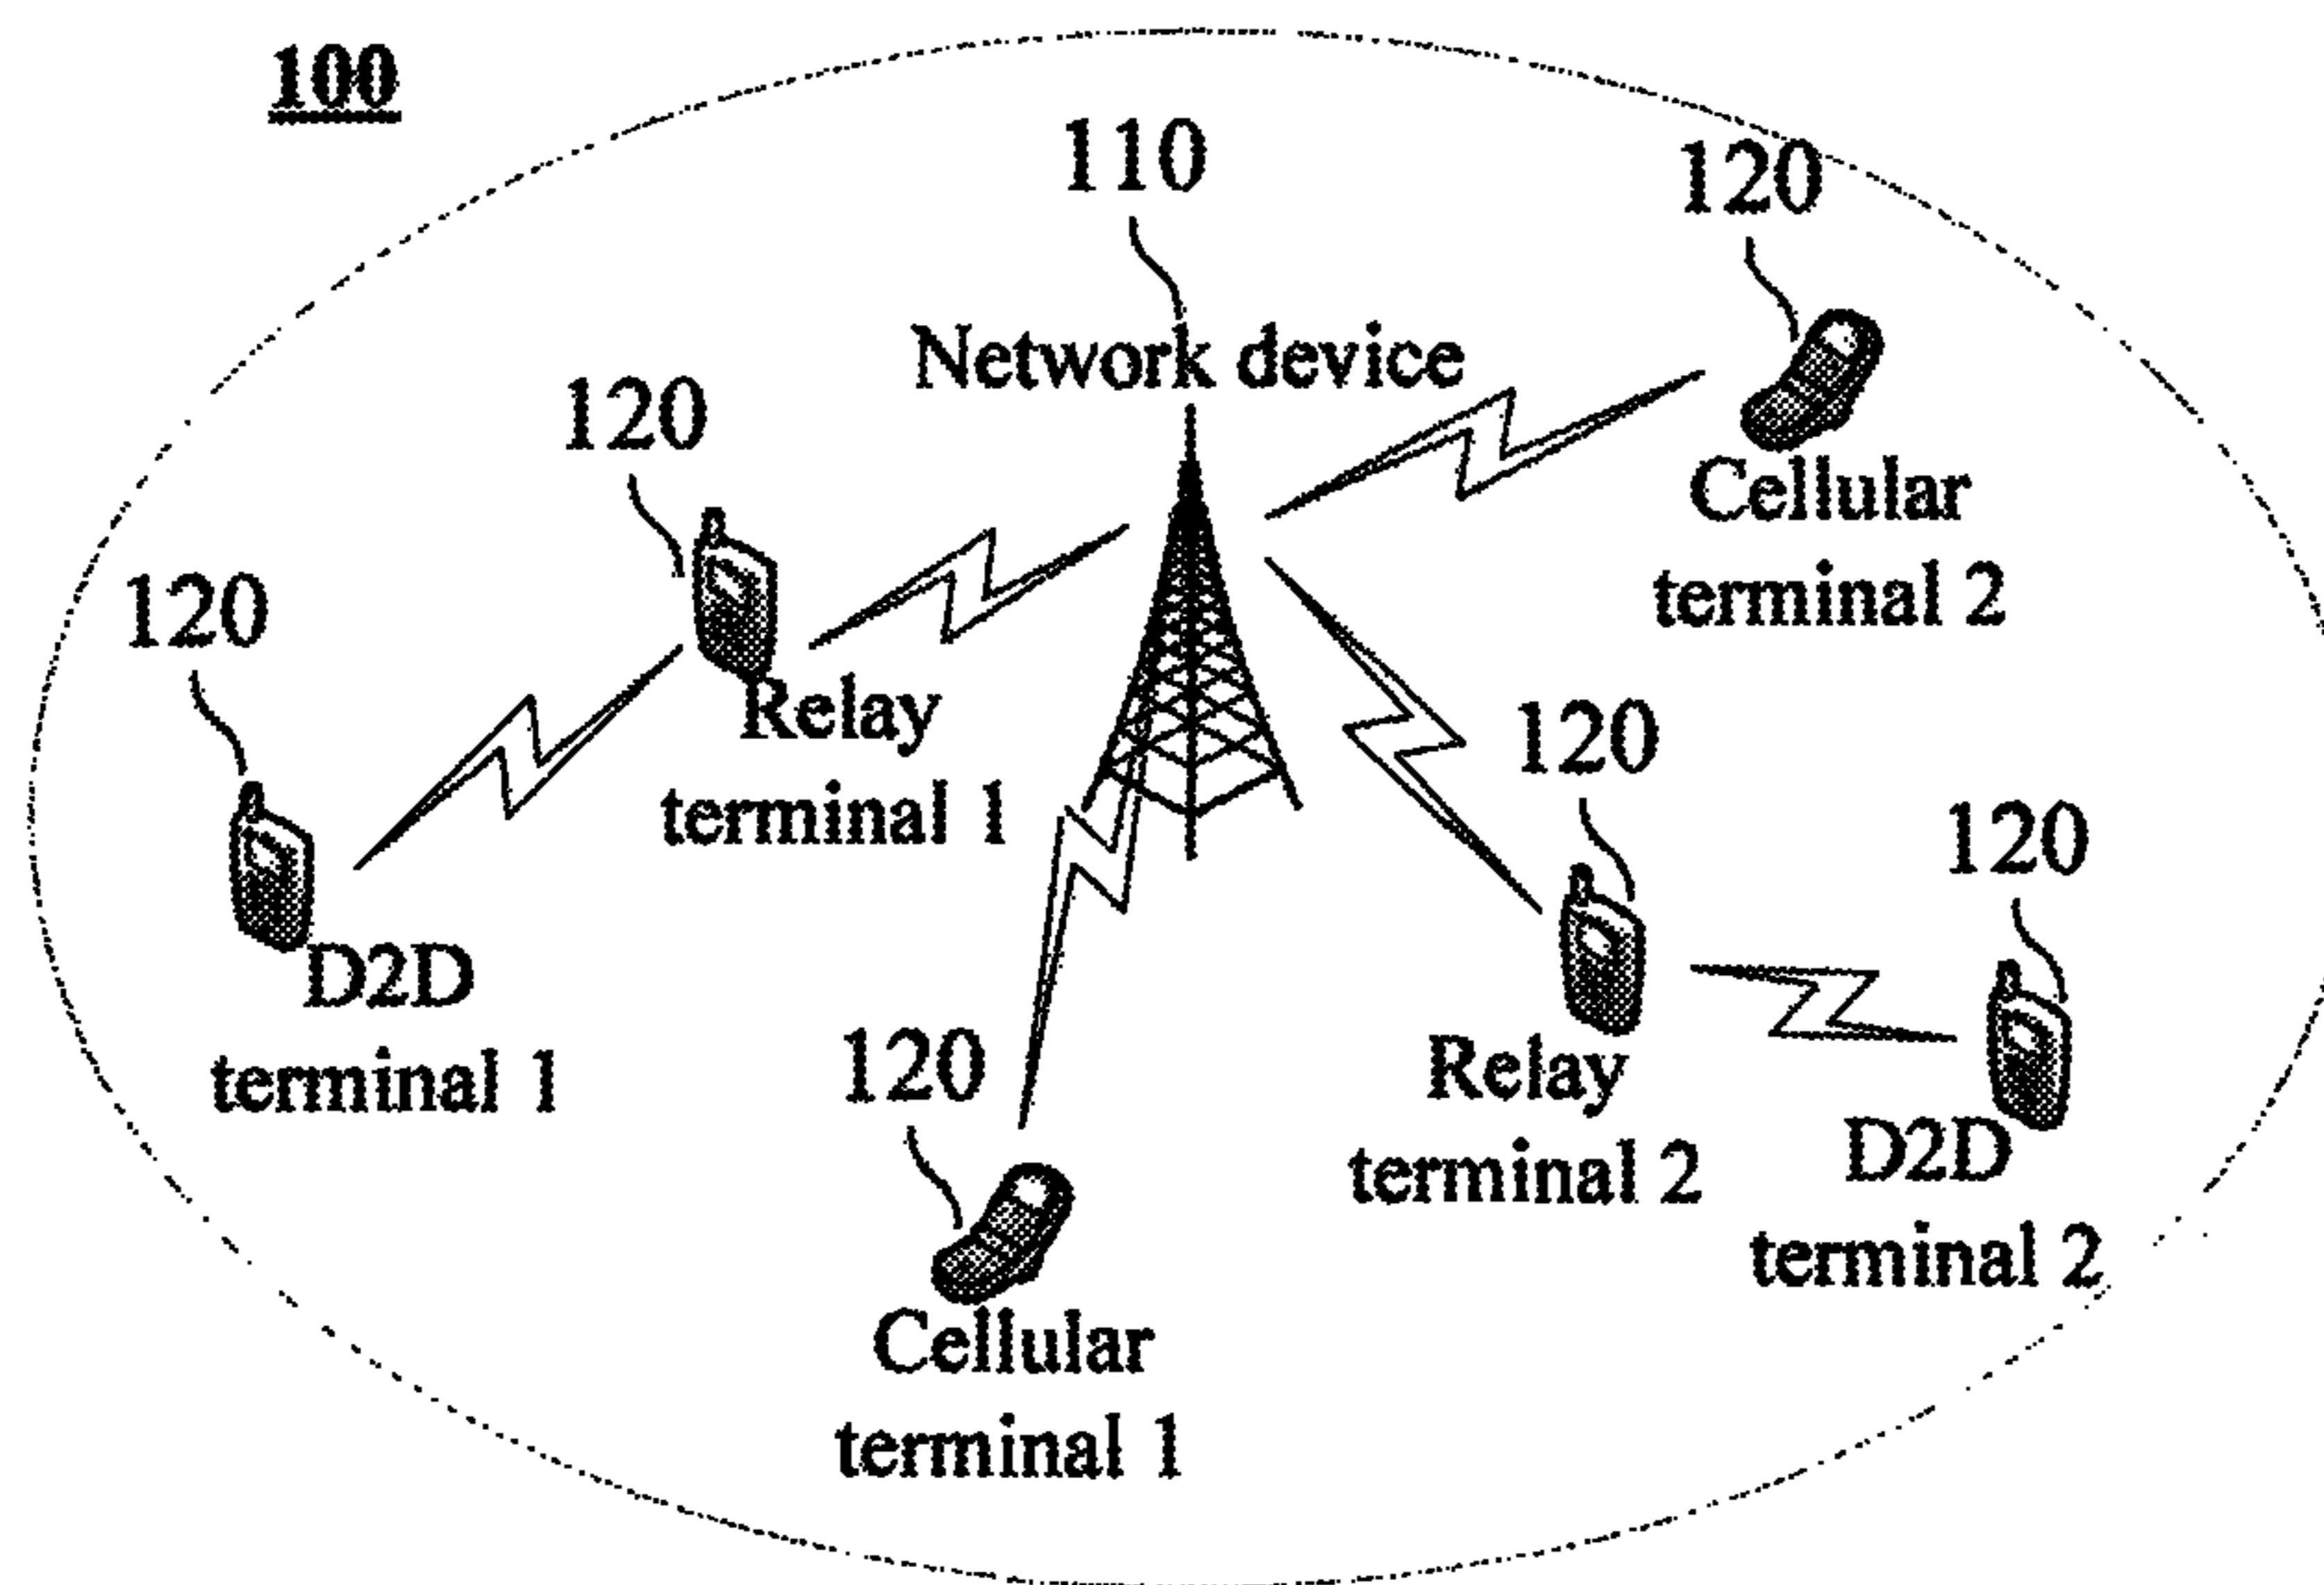 100
110
Network device
120
Cellular
terminal 2
120
Relay
terminal 1
120
D2D
terminal 1
120
Relay
terminal 2
120
D2D
terminal 2
120
Cellular
terminal 1